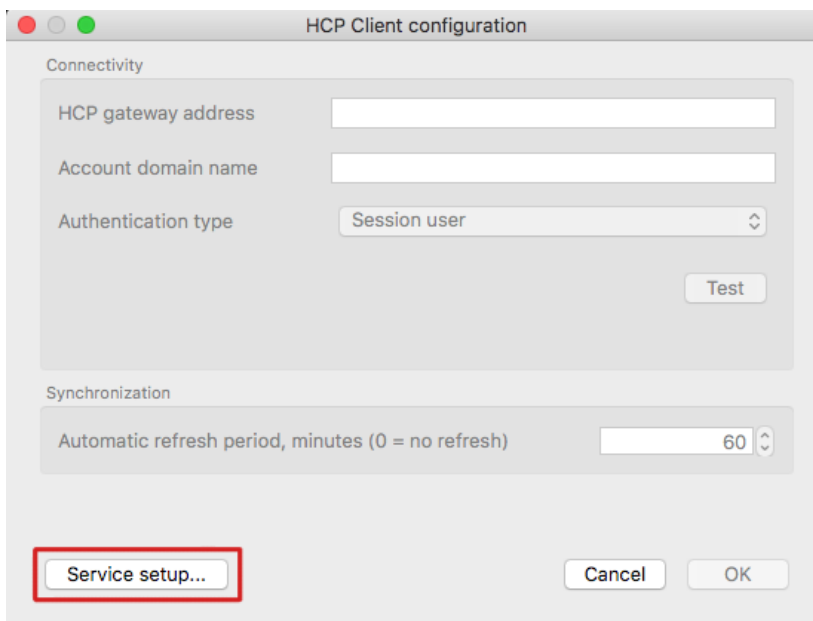 HCP Client configuration
Connectivity
HCP gateway address
Account domain name
Authentication type Session user
Test
Synchronization
Automatic refresh period, minutes (0 = no refresh) 60
Service setup... Cancel OK